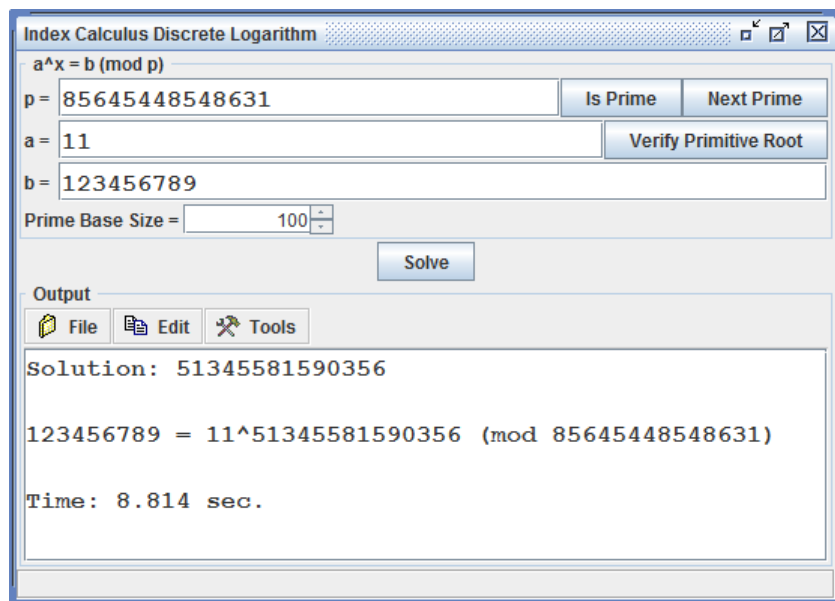 Index Calculus Discrete Logarithm
a^x = b (mod p)
p = 85645448548631 Is Prime Next Prime
a = 11 Verify Primitive Root
b = 123456789
Prime Base Size = 100
Solve
Output
File Edit Tools
Solution: 51345581590356
123456789 = 11^51345581590356 (mod 85645448548631)
Time: 8.814 sec.